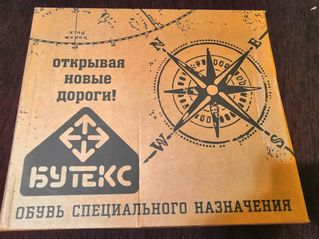 открывая
новые
дороги!
N
E
W
S
БУТЕКС
ОБУВЬ СПЕЦИАЛЬНОГО НАЗНАЧЕНИЯ